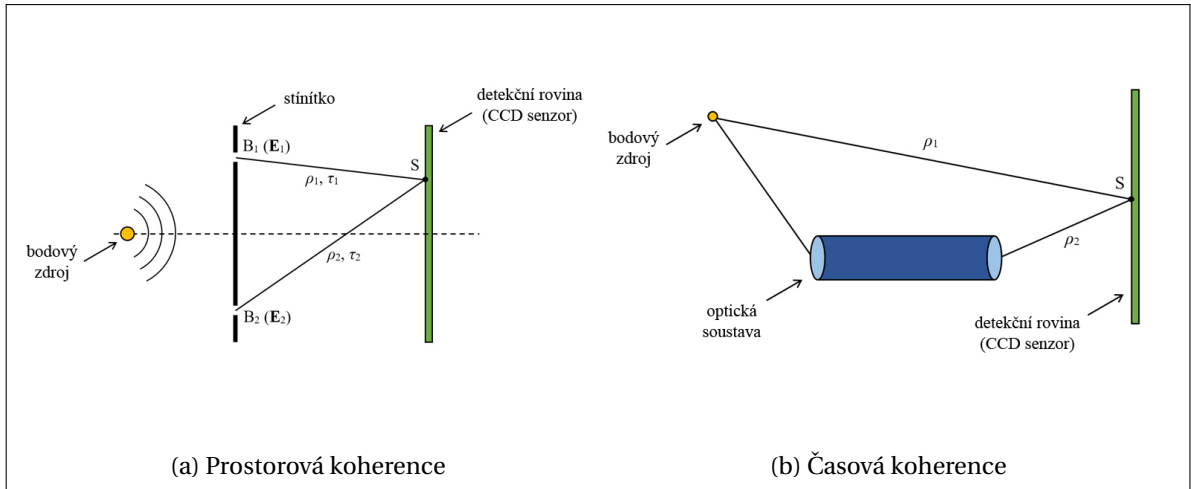 stínítko
detekční rovina
(CCD senzor)
B₁ (E₁)
S
ρ₁, τ₁
bodový
zdroj
ρ₂, τ₂
B₂ (E₂)
(a) Prostorová koherence
bodový
zdroj
ρ₁
S
ρ₂
optická
soustava
detekční rovina
(CCD senzor)
(b) Časová koherence